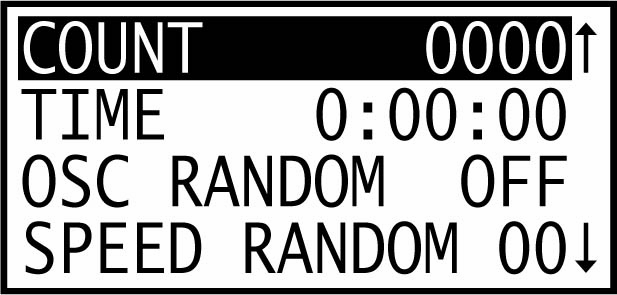 COUNT 0000↑
TIME 0:00:00
OSC RANDOM OFF
SPEED RANDOM 00↓